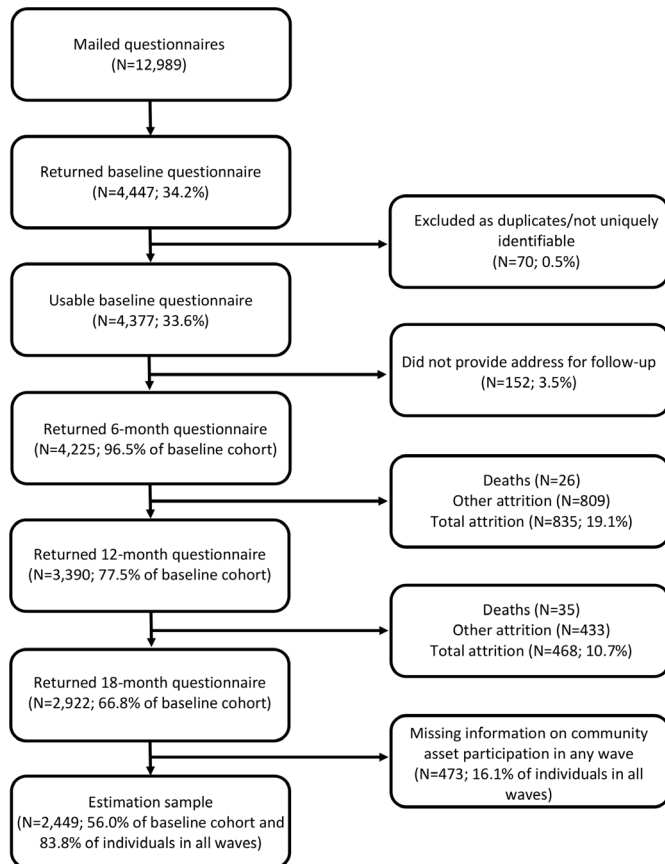 Mailed questionnaires
(N=12,989)
Returned baseline questionnaire
(N=4,447; 34.2%)
Excluded as duplicates/not uniquely
identifiable
(N=70; 0.5%)
Usable baseline questionnaire
(N=4,377; 33.6%)
Did not provide address for follow-up
(N=152; 3.5%)
Returned 6-month questionnaire
(N=4,225; 96.5% of baseline cohort)
Deaths (N=26)
Other attrition (N=809)
Total attrition (N=835; 19.1%)
Returned 12-month questionnaire
(N=3,390; 77.5% of baseline cohort)
Deaths (N=35)
Other attrition (N=433)
Total attrition (N=468; 10.7%)
Returned 18-month questionnaire
(N=2,922; 66.8% of baseline cohort)
Missing information on community
asset participation in any wave
(N=473; 16.1% of individuals in all
waves)
Estimation sample
(N=2,449; 56.0% of baseline cohort and
83.8% of individuals in all waves)